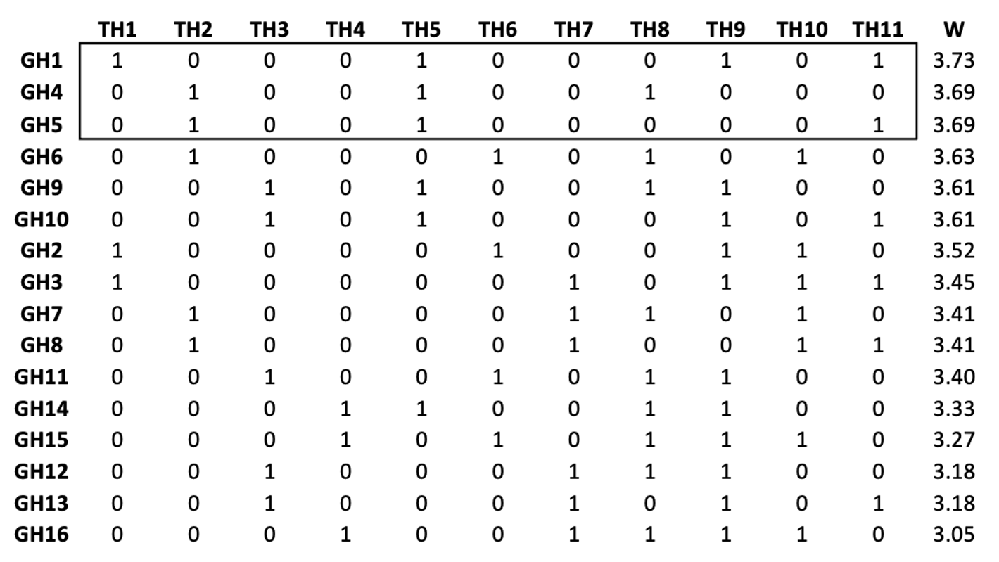 TH1 TH2 TH3 TH4 TH5 TH6 TH7 TH8 TH9 TH10 TH11 W
GH1 1 0 0 0 1 0 0 0 1 0 1 3.73
GH4 0 1 0 0 1 0 0 1 0 0 0 3.69
GH5 0 1 0 0 1 0 0 0 0 0 1 3.69
GH6 0 1 0 0 0 1 0 1 0 1 0 3.63
GH9 0 0 1 0 1 0 0 1 1 0 0 3.61
GH10 0 0 1 0 1 0 0 0 1 0 1 3.61
GH2 1 0 0 0 0 1 0 0 1 1 0 3.52
GH3 1 0 0 0 0 0 1 0 1 1 1 3.45
GH7 0 1 0 0 0 0 1 1 0 1 0 3.41
GH8 0 1 0 0 0 0 1 0 0 1 1 3.41
GH11 0 0 1 0 0 1 0 1 1 0 0 3.40
GH14 0 0 0 1 1 0 0 1 1 0 0 3.33
GH15 0 0 0 1 0 1 0 1 1 1 0 3.27
GH12 0 0 1 0 0 0 1 1 1 0 0 3.18
GH13 0 0 1 0 0 0 1 0 1 0 1 3.18
GH16 0 0 0 1 0 0 1 1 1 1 0 3.05